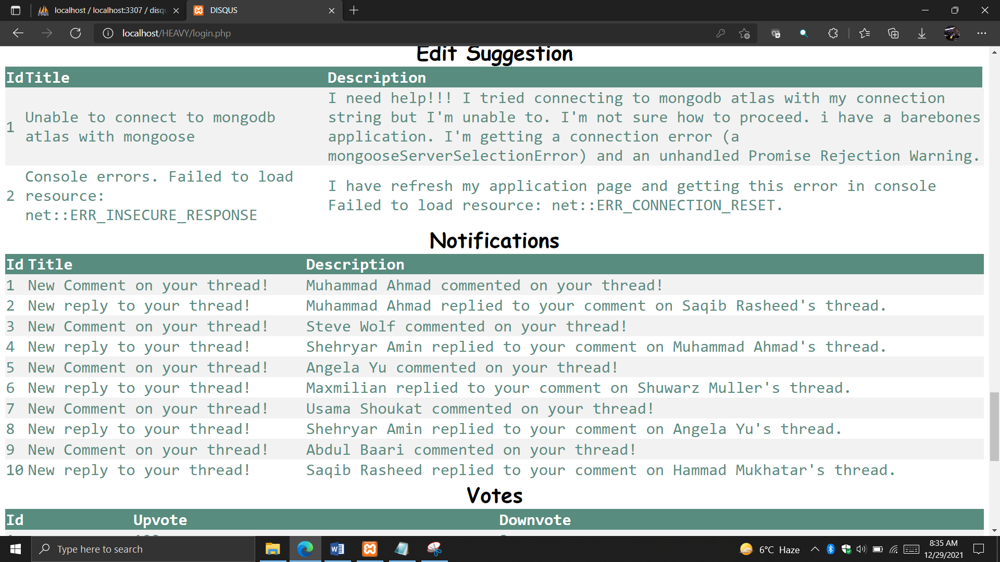 localhost / localhost:3307 / disqu
DISQUS
localhost/HEAVY/login.php
Edit Suggestion
Id Title Description
1 Unable to connect to mongodb atlas with mongoose
I need help!!! I tried connecting to mongodb atlas with my connection
string but I'm unable to. I'm not sure how to proceed. i have a barebones
application. I'm getting a connection error (a
mongooseServerSelectionError) and an unhandled Promise Rejection Warning.
2 Console errors. Failed to load
resource:
net::ERR_INSECURE_RESPONSE
I have refresh my application page and getting this error in console
Failed to load resource: net::ERR_CONNECTION_RESET.
Notifications
Id Title Description
1 New Comment on your thread! Muhammad Ahmad commented on your thread!
2 New reply to your thread! Muhammad Ahmad replied to your comment on Saqib Rasheed's thread.
3 New Comment on your thread! Steve Wolf commented on your thread!
4 New reply to your thread! Shehryar Amin replied to your comment on Muhammad Ahmad's thread.
5 New Comment on your thread! Angela Yu commented on your thread!
6 New reply to your thread! Maxmilian replied to your comment on Shuwarz Muller's thread.
7 New Comment on your thread! Usama Shoukat commented on your thread!
8 New reply to your thread! Shehryar Amin replied to your comment on Angela Yu's thread.
9 New Comment on your thread! Abdul Baari commented on your thread!
10 New reply to your thread! Saqib Rasheed replied to your comment on Hammad Mukhatar's thread.
Votes
Id Upvote Downvote
Type here to search
6°C Haze
8:35 AM
12/29/2021